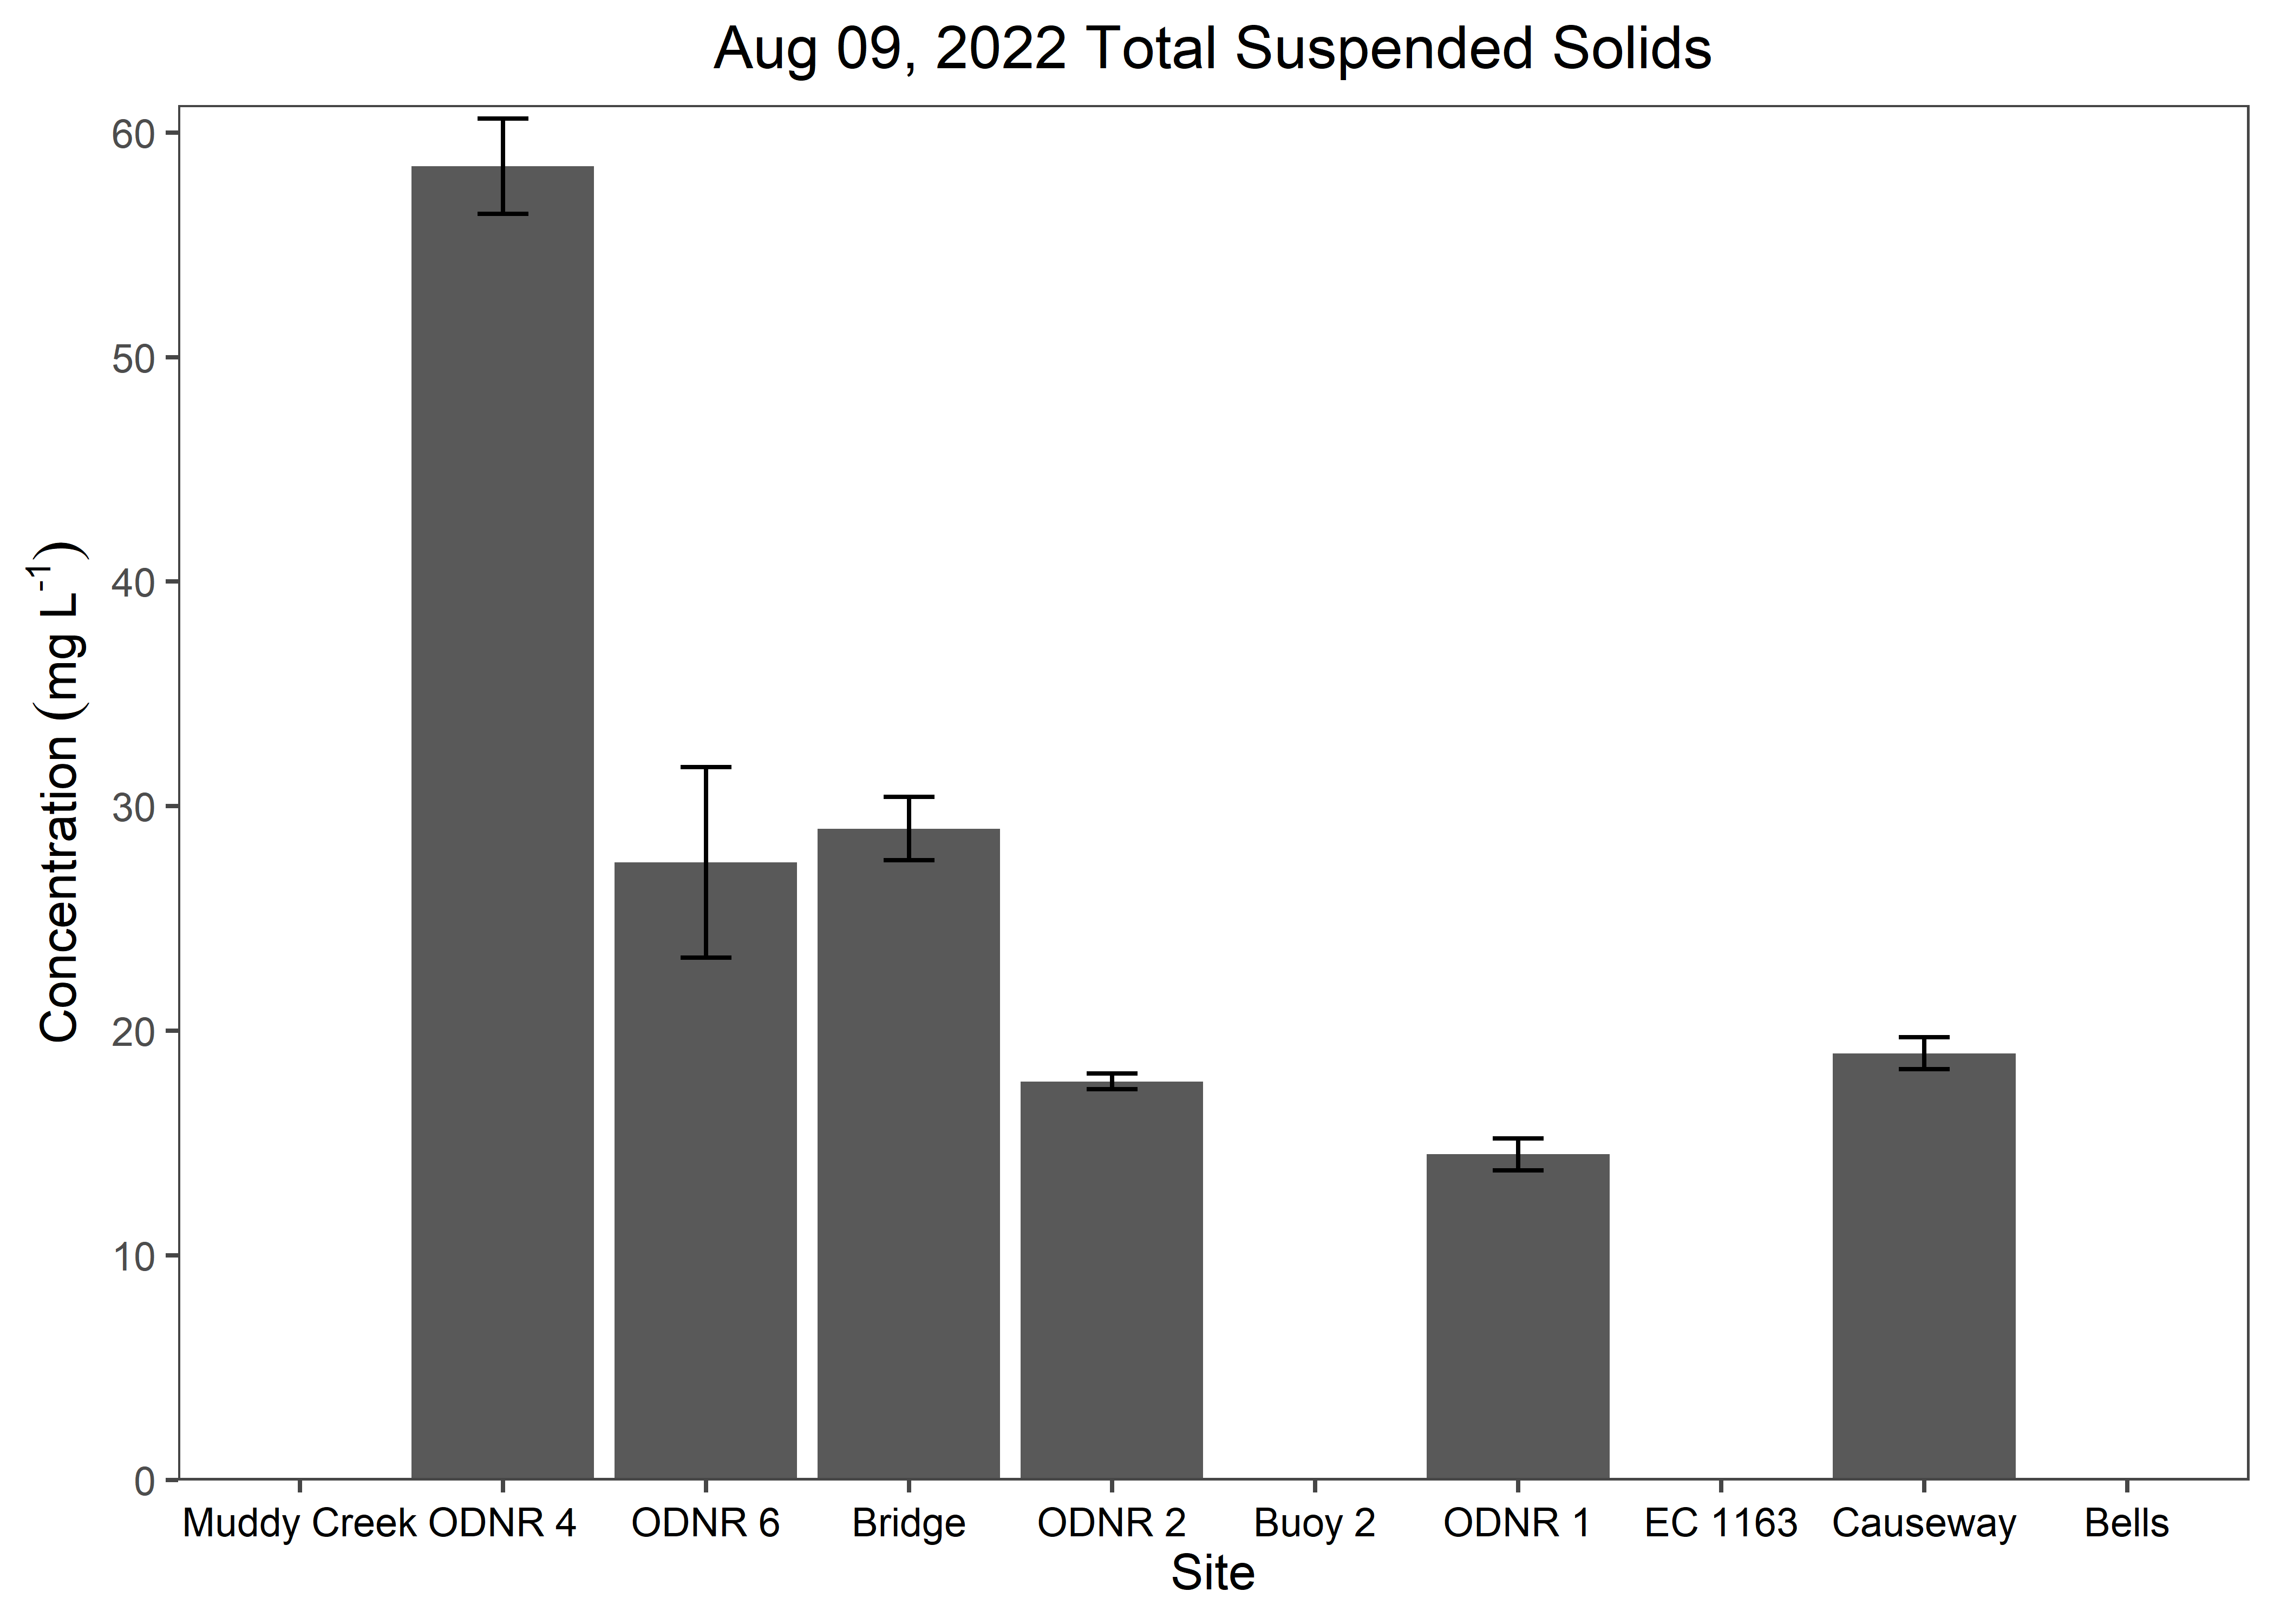 Aug 09, 2022 Total Suspended Solids
Concentration (mg L⁻¹)
60
50
40
30
20
10
0
Muddy Creek ODNR 4 ODNR 6 Bridge ODNR 2 Buoy 2 ODNR 1 EC 1163 Causeway Bells
Site